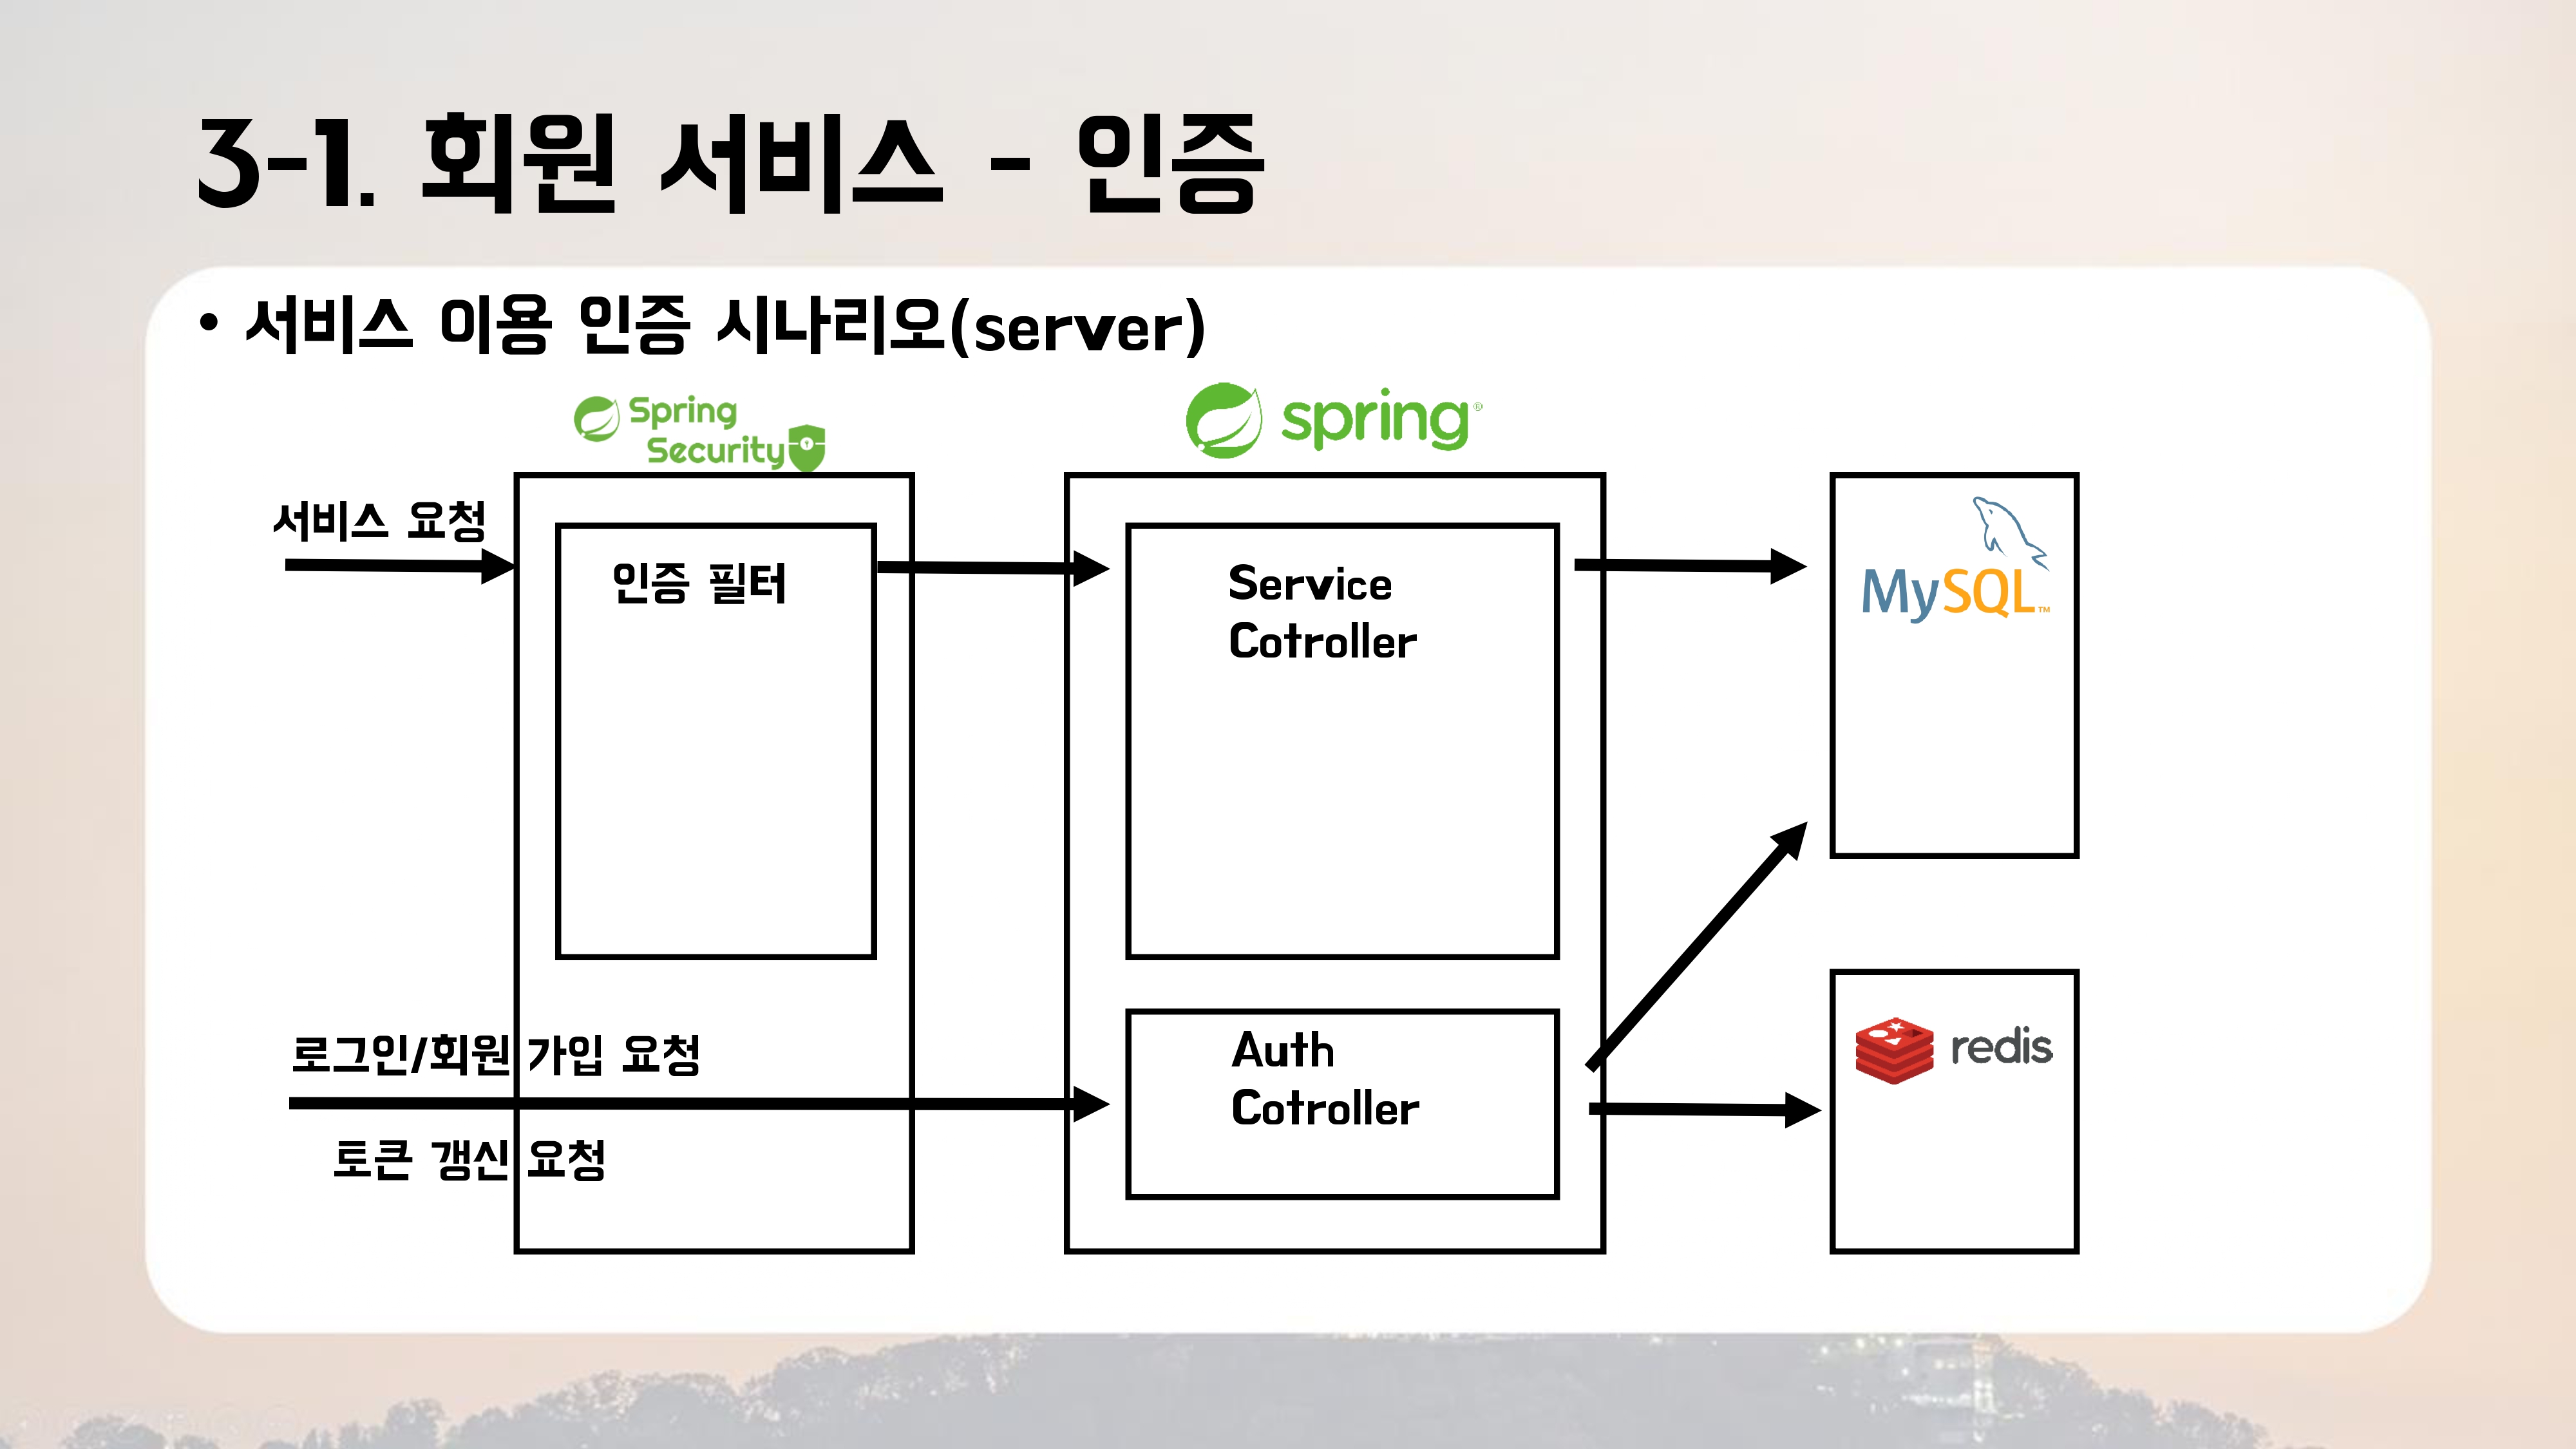 3-1. 회원 서비스 - 인증
• 서비스 이용 인증 시나리오(server)
Spring
Security
spring®
서비스 요청
인증 필터
Service
Cotroller
MySQL™
로그인/회원 가입 요청
토큰 갱신 요청
Auth
Cotroller
redis